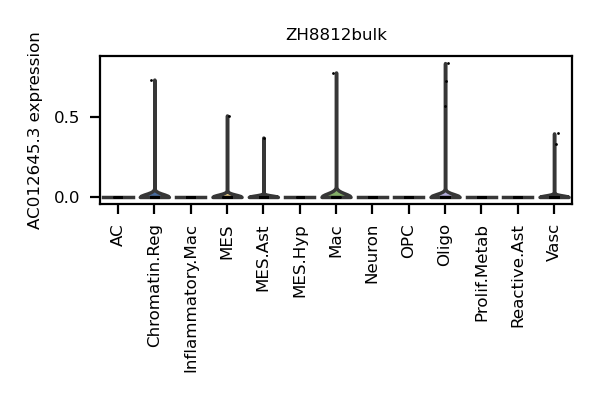 ZH8812bulk
AC012645.3 expression
0.5
0.0
AC
Chromatin.Reg
Inflammatory.Mac
MES
MES.Ast
MES.Hyp
Mac
Neuron
OPC
Oligo
Prolif.Metab
Reactive.Ast
Vasc